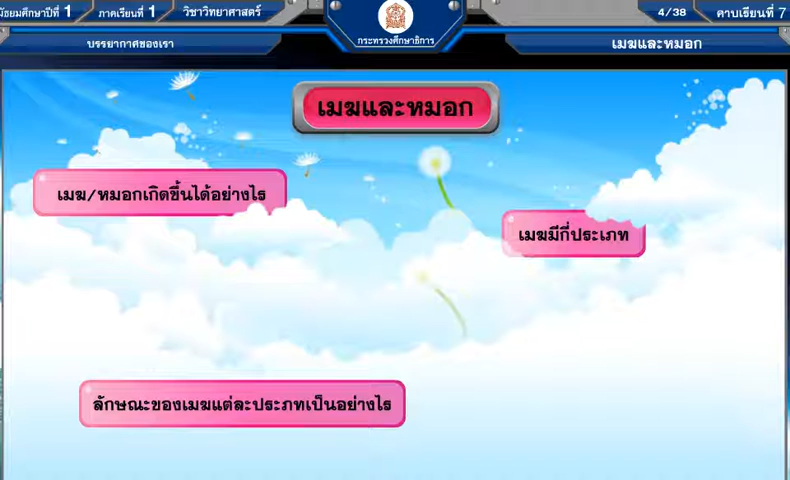 มัธยมศึกษาปีที่ 1 ภาคเรียนที่ 1 วิชาวิทยาศาสตร์
กระทรวงศึกษาธิการ
4/38 คาบเรียนที่ 7
บรรยากาศของเรา
เมฆและหมอก
เมฆและหมอก
เมฆ/หมอกเกิดขึ้นได้อย่างไร
เมฆมีกี่ประเภท
ลักษณะของเมฆแต่ละประเภทเป็นอย่างไร